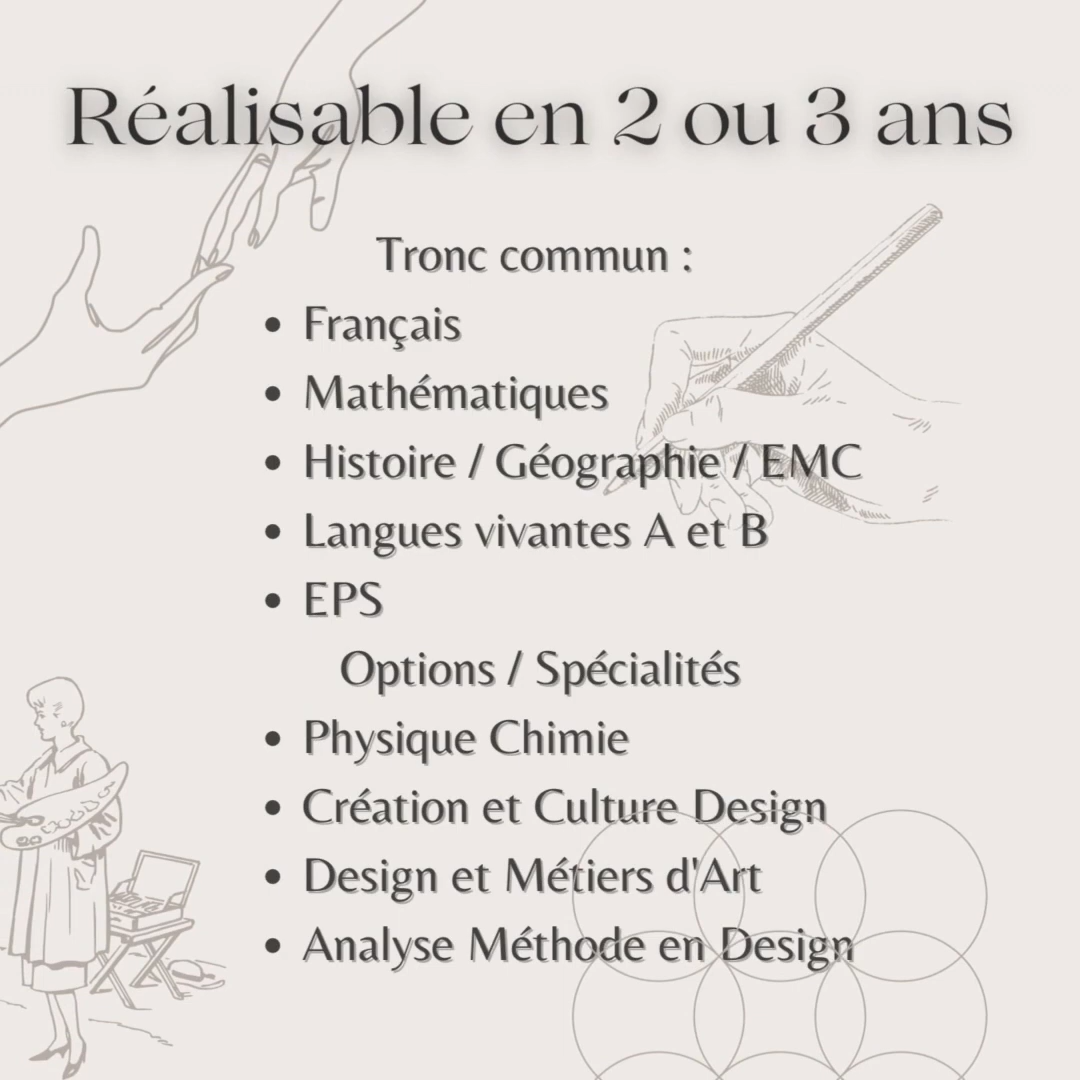 Réalisable en 2 ou 3 ans
Tronc commun :
• Français
• Mathématiques
• Histoire / Géographie / EMC
• Langues vivantes A et B
• EPS
Options / Spécialités
• Physique Chimie
• Création et Culture Design
• Design et Métiers d'Art
• Analyse Méthode en Design